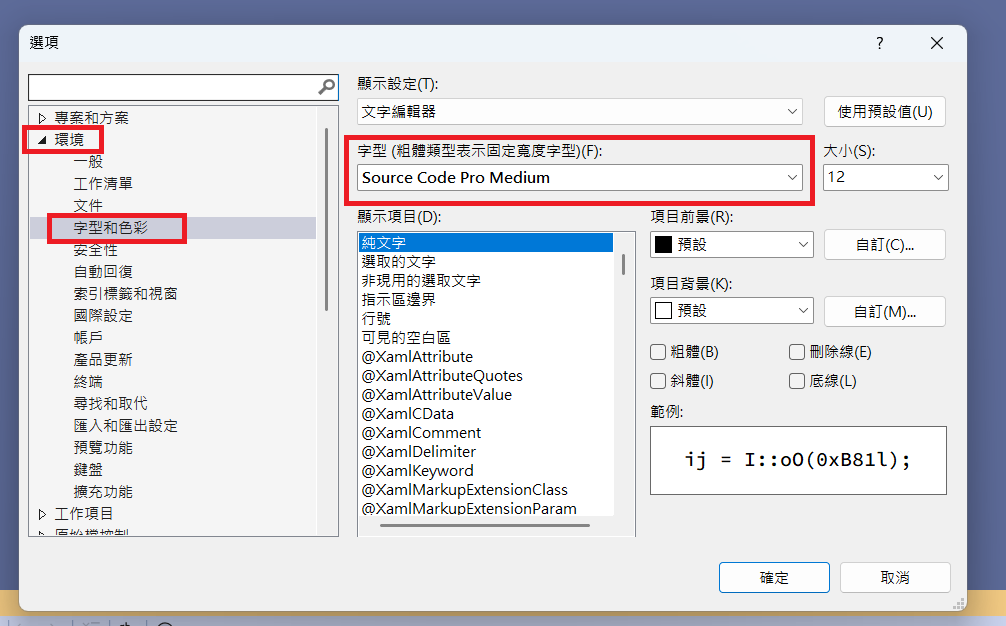 選項
?
專案和方案
環境
一般
工作清單
文件
字型和色彩
安全性
自動回復
索引標籤和視窗
國際設定
帳戶
產品更新
終端
尋找和取代
匯入和匯出設定
預覽功能
鍵盤
擴充功能
工作項目
原始檔控制
顯示設定(T):
文字編輯器
使用預設值(U)
字型 (粗體類型表示固定寬度字型)(F):
大小(S):
Source Code Pro Medium
12
顯示項目(D):
純文字
選取的文字
非現用的選取文字
指示區邊界
行號
可見的空白區
@XamlAttribute
@XamlAttributeQuotes
@XamlAttributeValue
@XamlCData
@XamlComment
@XamlDelimiter
@XamlKeyword
@XamlMarkupExtensionClass
@XamlMarkupExtensionParam
項目前景(R):
預設
自訂(C)...
項目背景(K):
預設
自訂(M)...
粗體(B)
刪除線(E)
斜體(I)
底線(L)
範例:
ij = I::oO(0xB81l);
確定
取消